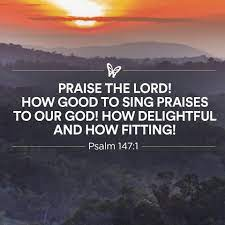 PRAISE THE LORD!
HOW GOOD TO SING PRAISES
TO OUR GOD! HOW DELIGHTFUL
AND HOW FITTING!
Psalm 147:1